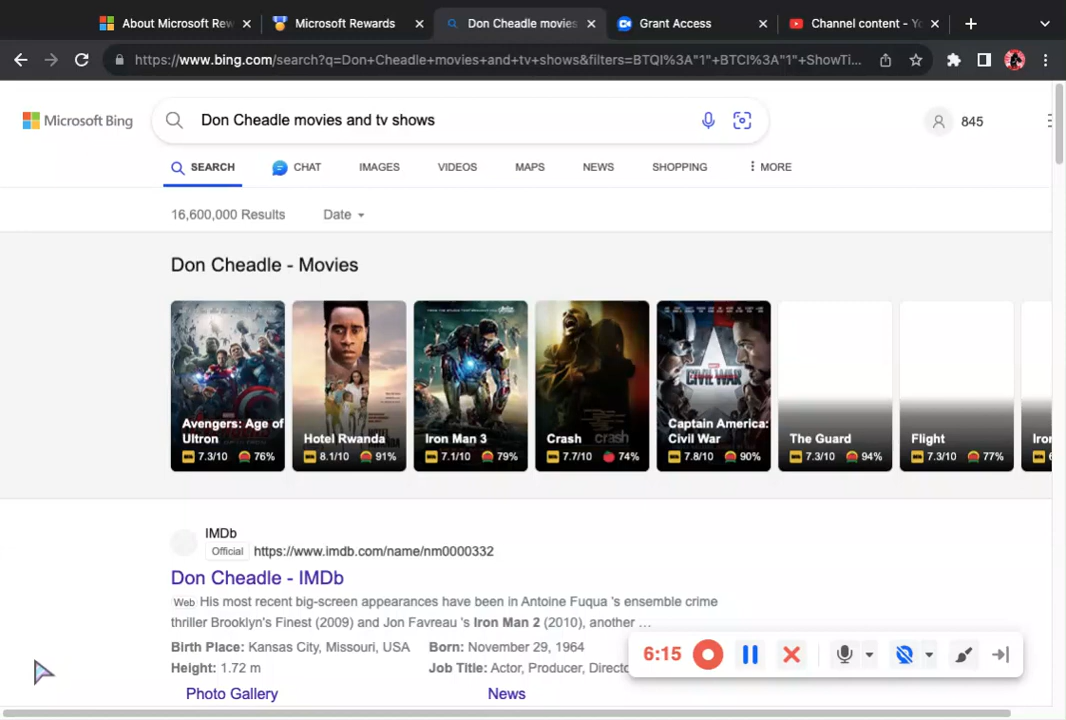 About Microsoft Rew
Microsoft Rewards
Don Cheadle movies
Grant Access
Channel content - Yo
https://www.bing.com/search?q=Don+Cheadle+movies+and+tv+shows&filters=BTQI%3A"1"+BTCI%3A"1"+ShowTi...
Microsoft Bing
Don Cheadle movies and tv shows
845
SEARCH
CHAT
IMAGES
VIDEOS
MAPS
NEWS
SHOPPING
MORE
16,600,000 Results
Date
Don Cheadle - Movies
Avengers: Age of
Ultron
7.3/10 76%
Hotel Rwanda
8.1/10 91%
Iron Man 3
7.1/10 79%
crash
Crash
7.7/10 74%
CIVIL WAR
Captain America:
Civil War
7.8/10 90%
The Guard
7.3/10 94%
Flight
7.3/10 77%
Iron
IMDb
Official https://www.imdb.com/name/nm0000332
Don Cheadle - IMDb
Web His most recent big-screen appearances have been in Antoine Fuqua 's ensemble crime
thriller Brooklyn's Finest (2009) and Jon Favreau 's Iron Man 2 (2010), another ...
Birth Place: Kansas City, Missouri, USA
Born: November 29, 1964
Height: 1.72 m
Job Title: Actor, Producer, Directo
Photo Gallery
News
6:15